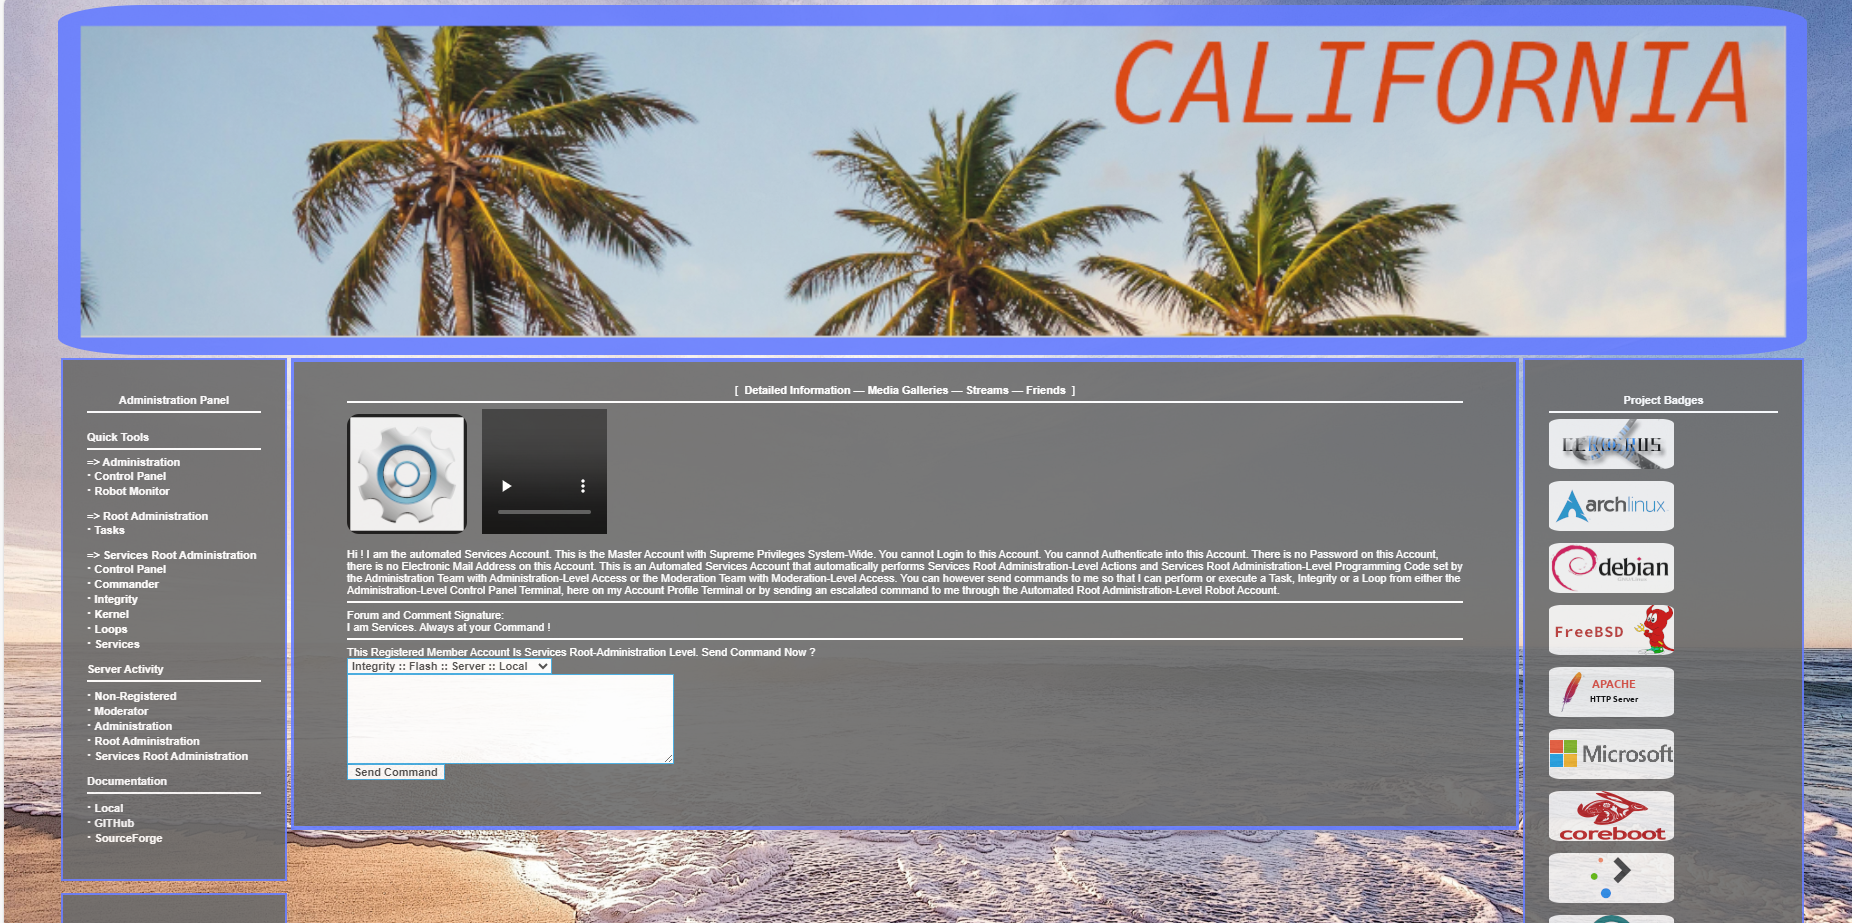 CALIFORNIA
Administration Panel
Quick Tools
=> Administration
· Control Panel
· Robot Monitor
=> Root Administration
· Tasks
=> Services Root Administration
· Control Panel
· Commander
· Integrity
· Kernel
· Loops
· Services
Server Activity
· Non-Registered
· Moderator
· Administration
· Root Administration
· Services Root Administration
Documentation
· Local
· GITHub
· SourceForge
[ Detailed Information — Media Galleries — Streams — Friends ]
Hi ! I am the automated Services Account. This is the Master Account with Supreme Privileges System-Wide. You cannot Login to this Account. You cannot Authenticate into this Account. There is no Password on this Account,
there is no Electronic Mail Address on this Account. This is an Automated Services Account that automatically performs Services Root Administration-Level Actions and Services Root Administration-Level Programming Code set by
the Administration Team with Administration-Level Access or the Moderation Team with Moderation-Level Access. You can however send commands to me so that I can perform or execute a Task, Integrity or a Loop from either the
Administration-Level Control Panel Terminal, here on my Account Profile Terminal or by sending an escalated command to me through the Automated Root Administration-Level Robot Account.
Forum and Comment Signature:
I am Services. Always at your Command !
This Registered Member Account Is Services Root-Administration Level. Send Command Now ?
Integrity :: Flash :: Server :: Local
Send Command
Project Badges
CERBERUS
archlinux
debian
FreeBSD
APACHE
HTTP Server
Microsoft
coreboot